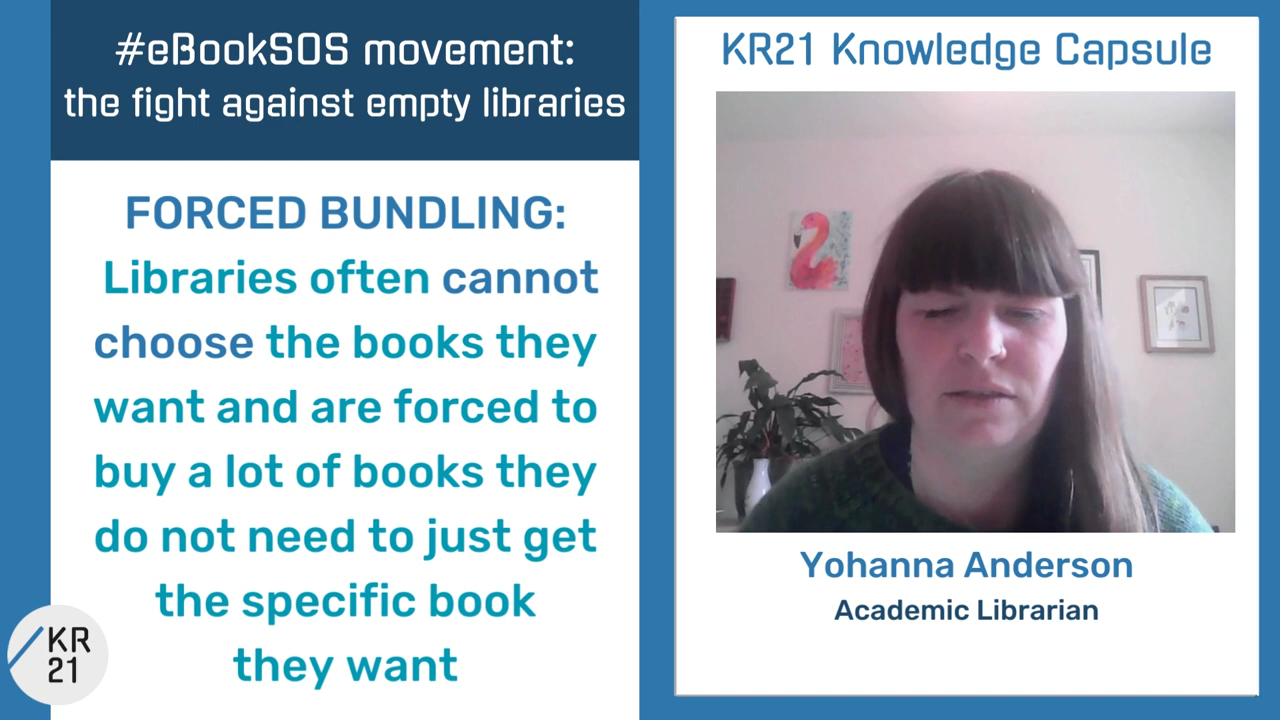 #eBookSOS movement:
the fight against empty libraries
FORCED BUNDLING:
Libraries often cannot
choose the books they
want and are forced to
buy a lot of books they
do not need to just get
the specific book
they want
KR
21
KR21 Knowledge Capsule
Yohanna Anderson
Academic Librarian